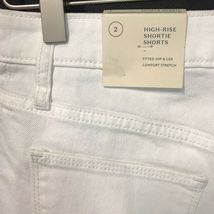 2
HIGH-RISE
SHORTIE
SHORTS
FITTED HIP & LEG
COMFORT STRETCH